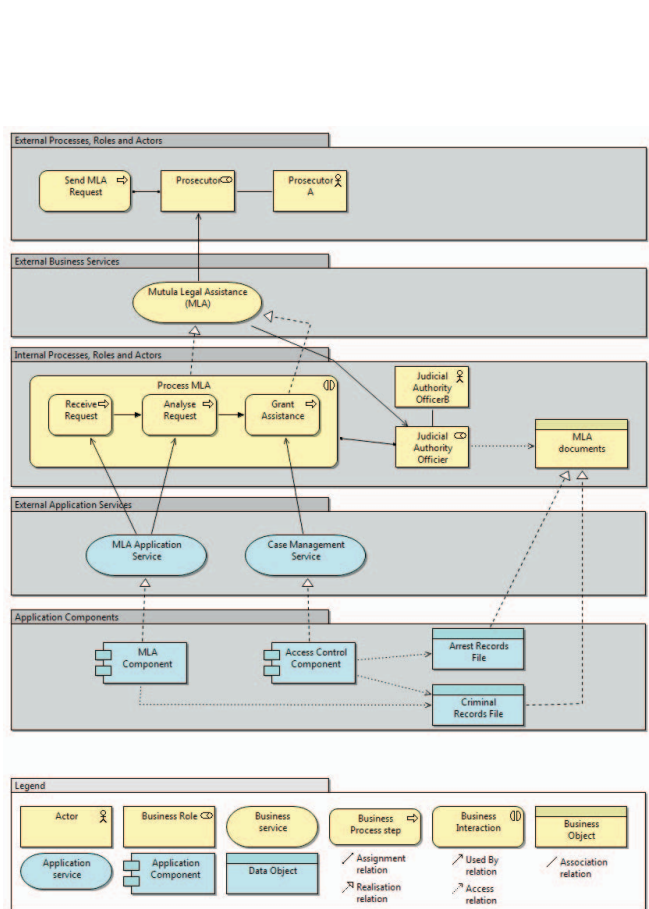 External Processes, Roles and Actors
Send MLA
Request
Prosecutor
Prosecutor
A
External Business Services
Mutula Legal Assistance
(MLA)
Internal Processes, Roles and Actors
Process MLA
Receive
Request
Analyse
Request
Grant
Assistance
Judicial
Authority
OfficerB
Judicial
Authority
Officier
MLA
documents
External Application Services
MLA Application
Service
Case Management
Service
Application Components
MLA
Component
Access Control
Component
Arrest Records
File
Criminal
Records File
Legend
Actor
Business Role
Business
service
Business
Process step
Business
Interaction
Business
Object
Application
service
Application
Component
Data Object
Assignment
relation
Realisation
relation
Used By
relation
Access
relation
Association
relation